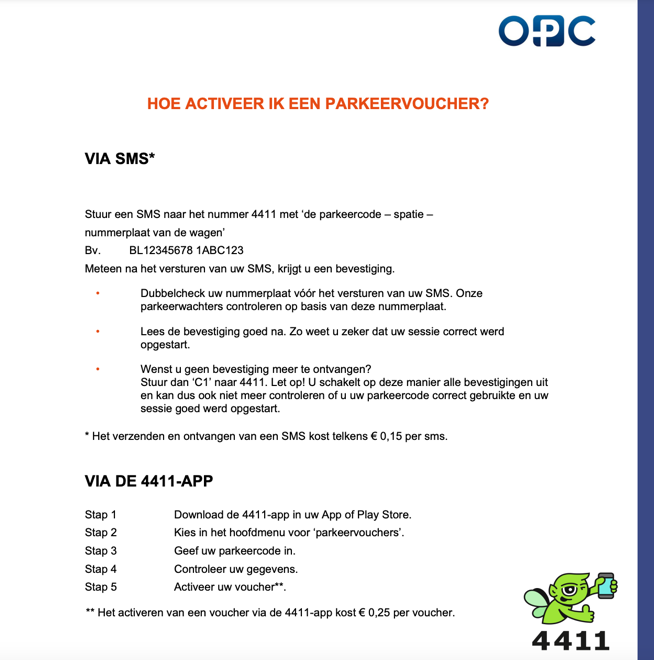 OPC
HOE ACTIVEER IK EEN PARKEERVOUCHER?
VIA SMS*
Stuur een SMS naar het nummer 4411 met ‘de parkeercode – spatie –
nummerplaat van de wagen’
Bv. BL12345678 1ABC123
Meteen na het versturen van uw SMS, krijgt u een bevestiging.
• Dubbelcheck uw nummerplaat vóór het versturen van uw SMS. Onze
parkeerwachters controleren op basis van deze nummerplaat.
• Lees de bevestiging goed na. Zo weet u zeker dat uw sessie correct werd
opgestart.
• Wenst u geen bevestiging meer te ontvangen?
Stuur dan ‘C1’ naar 4411. Let op! U schakelt op deze manier alle bevestigingen uit
en kan dus ook niet meer controleren of u uw parkeercode correct gebruikte en uw
sessie goed werd opgestart.
* Het verzenden en ontvangen van een SMS kost telkens € 0,15 per sms.
VIA DE 4411-APP
Stap 1 Download de 4411-app in uw App of Play Store.
Stap 2 Kies in het hoofdmenu voor ‘parkeervouchers’.
Stap 3 Geef uw parkeercode in.
Stap 4 Controleer uw gegevens.
Stap 5 Activeer uw voucher**.
** Het activeren van een voucher via de 4411-app kost € 0,25 per voucher.
4411